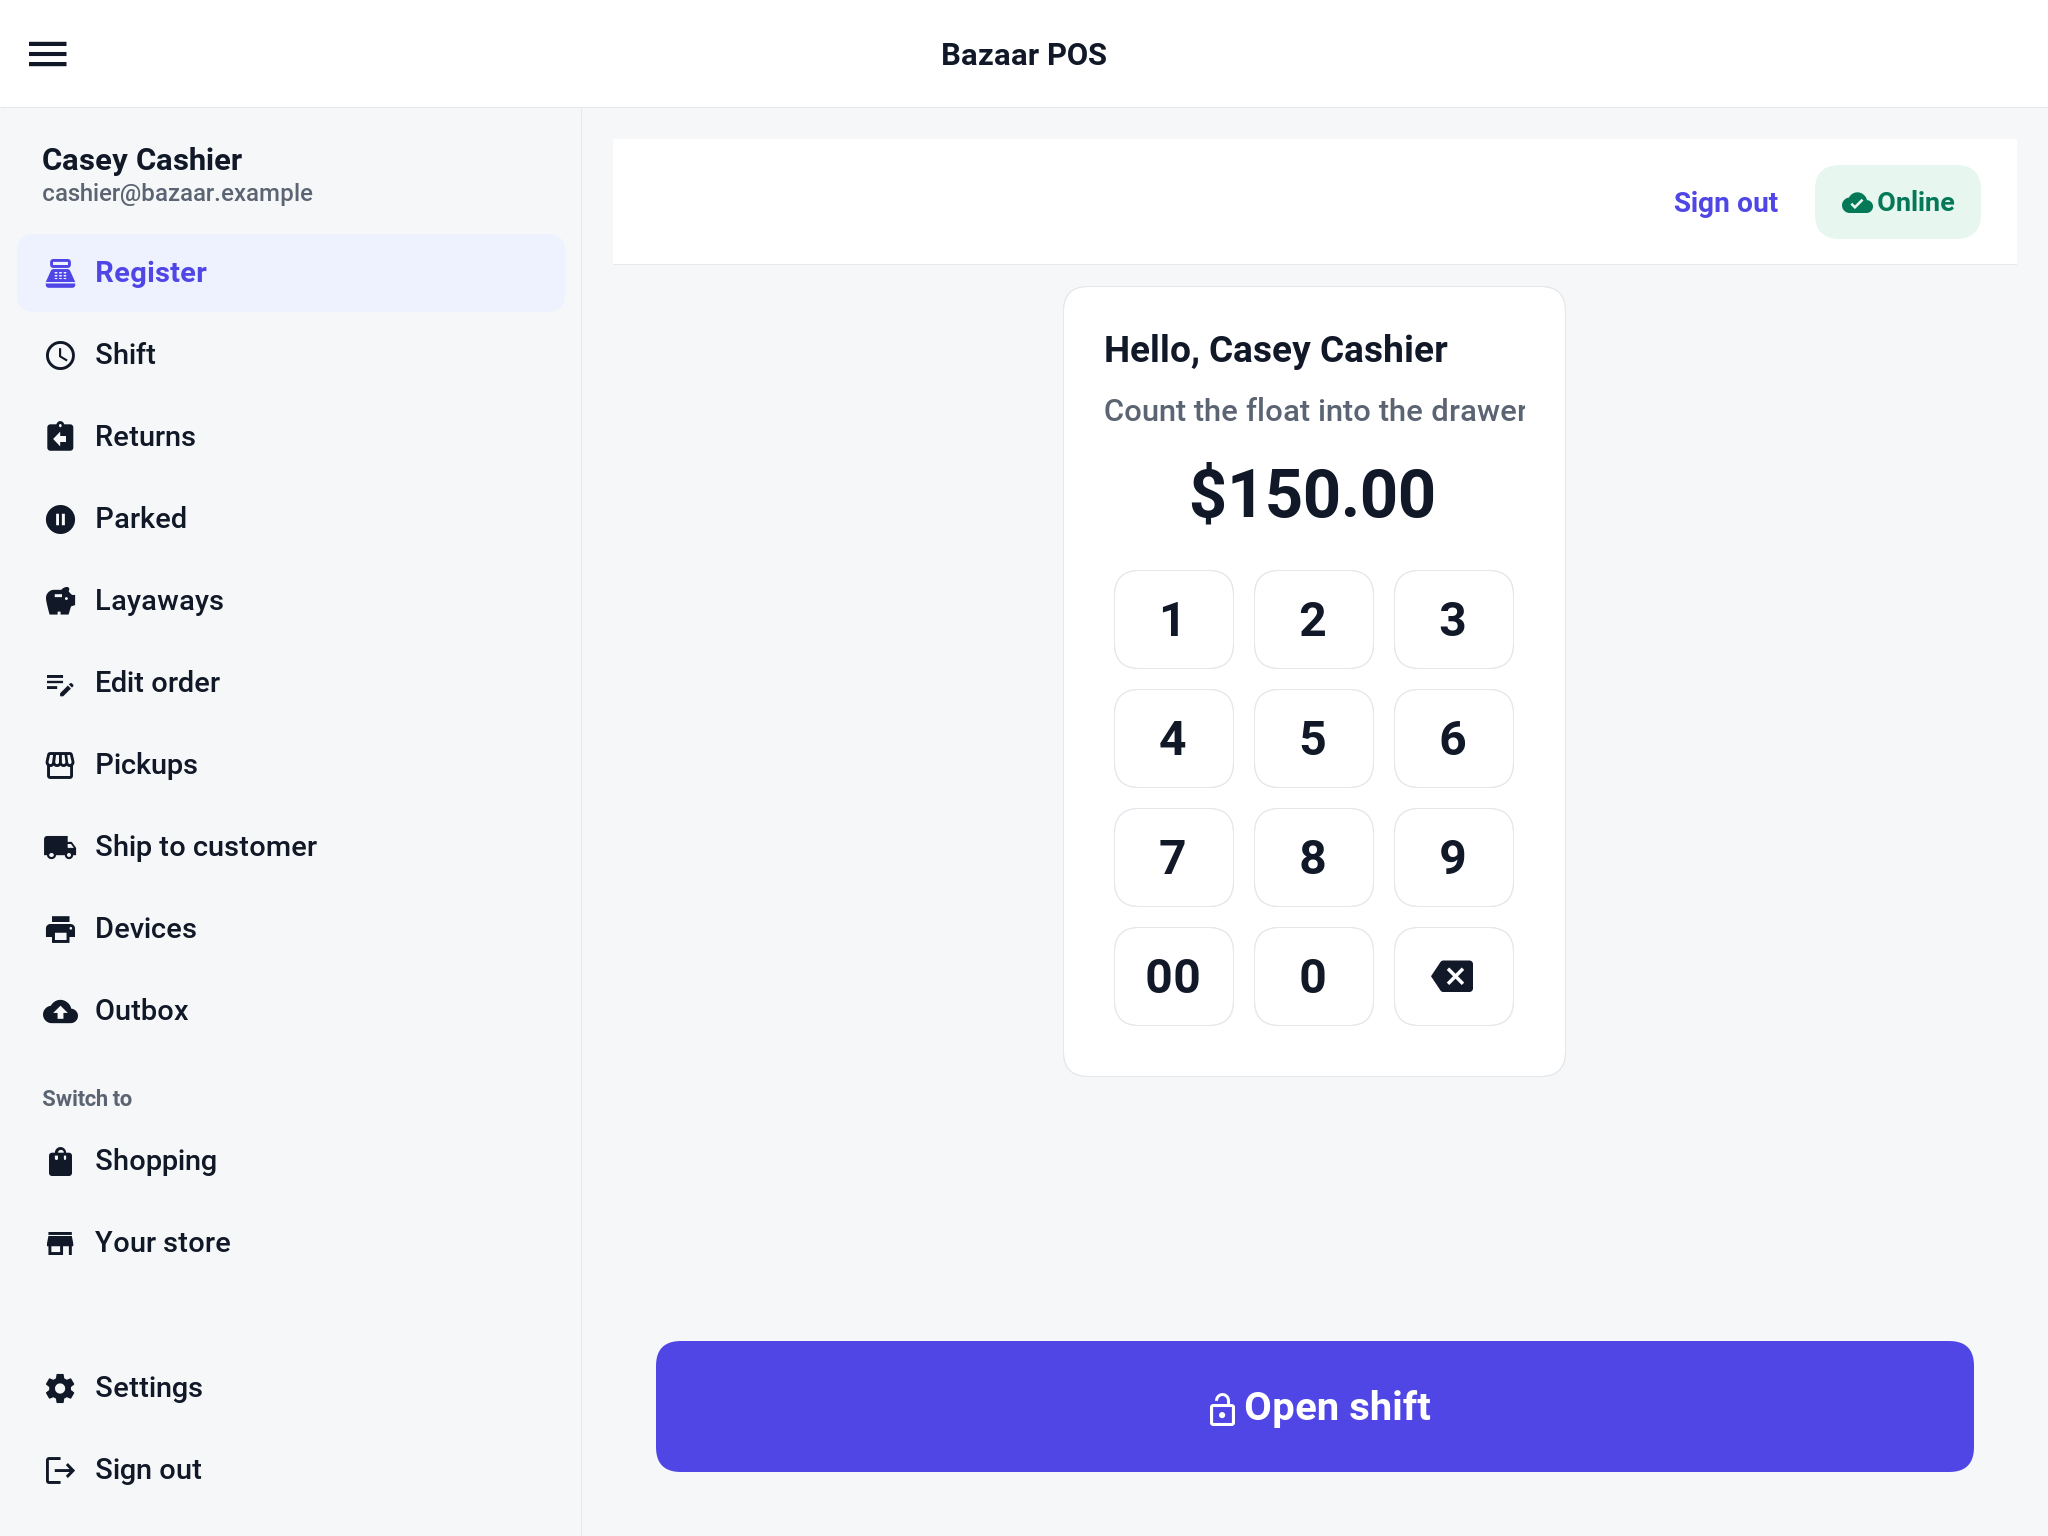 Bazaar POS
Casey Cashier
cashier@bazaar.example
Register
Shift
Returns
Parked
Layaways
Edit order
Pickups
Ship to customer
Devices
Outbox
Switch to
Shopping
Your store
Settings
Sign out
Sign out
Online
Hello, Casey Cashier
Count the float into the drawer
$150.00
1 2 3
4 5 6
7 8 9
00 0
Open shift